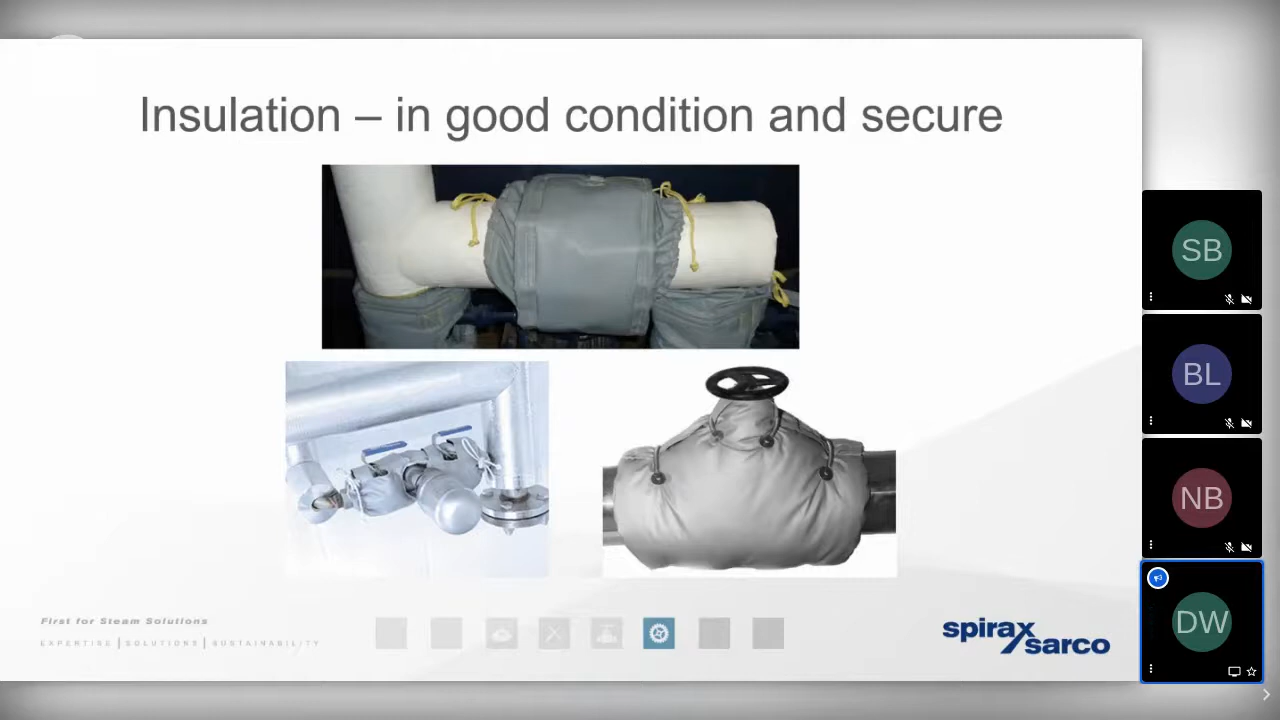 Insulation – in good condition and secure
SB
BL
NB
DW
First for Steam Solutions
EXPERTISE | SOLUTIONS | SUSTAINABILITY
spirax
sarco